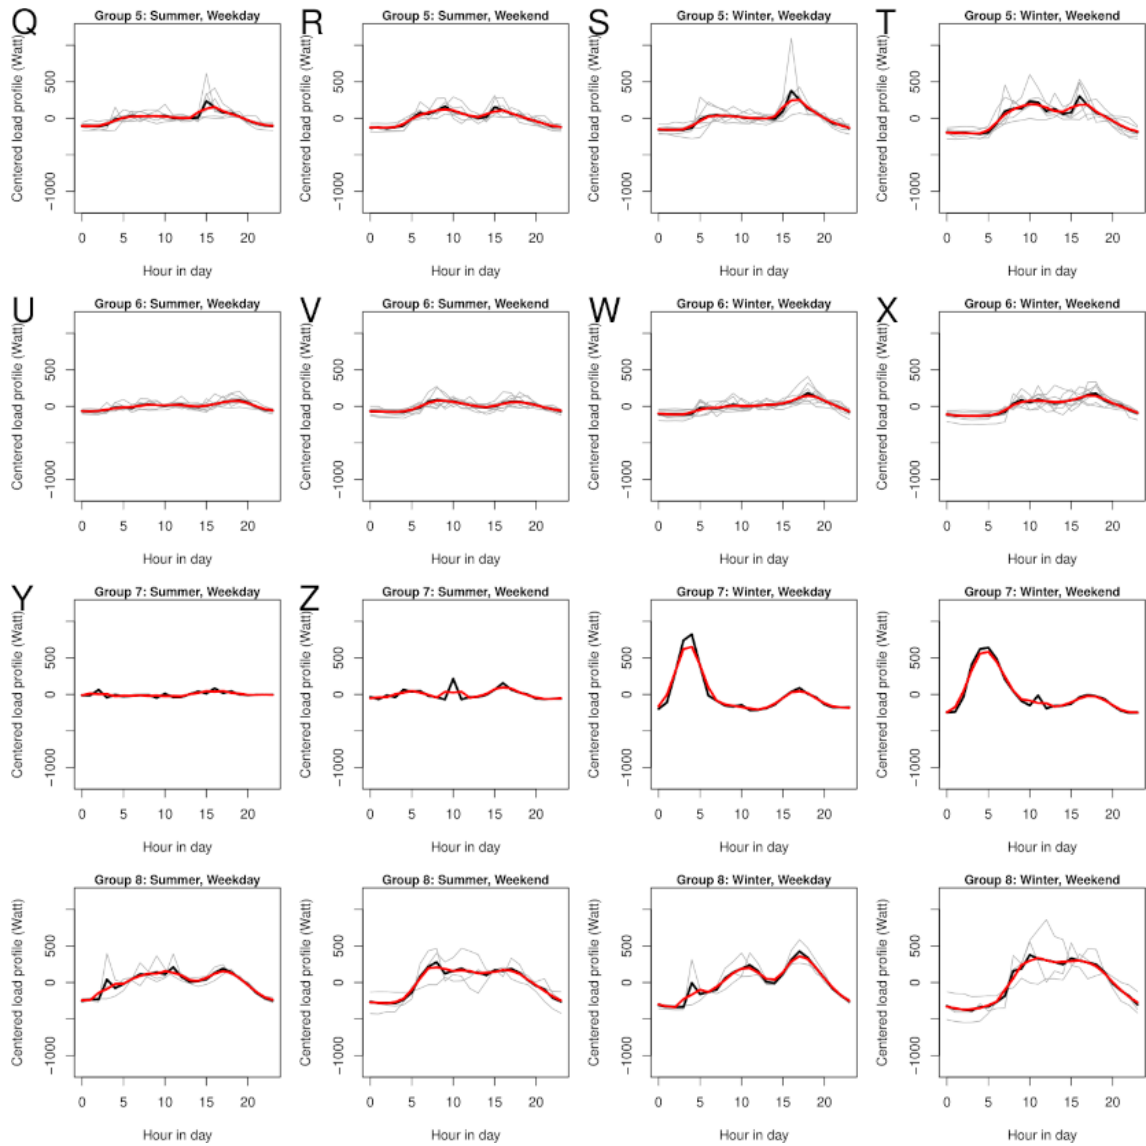 Q R S T
Group 5: Summer, Weekday Group 5: Summer, Weekend Group 5: Winter, Weekday Group 5: Winter, Weekend
Centered load profile (Watt) Centered load profile (Watt) Centered load profile (Watt) Centered load profile (Watt)
500 500 500 500
0 0 0 0
−1000 −1000 −1000 −1000
0 5 10 15 20 0 5 10 15 20 0 5 10 15 20 0 5 10 15 20
Hour in day Hour in day Hour in day Hour in day
U V W X
Group 6: Summer, Weekday Group 6: Summer, Weekend Group 6: Winter, Weekday Group 6: Winter, Weekend
Centered load profile (Watt) Centered load profile (Watt) Centered load profile (Watt) Centered load profile (Watt)
500 500 500 500
0 0 0 0
−1000 −1000 −1000 −1000
0 5 10 15 20 0 5 10 15 20 0 5 10 15 20 0 5 10 15 20
Hour in day Hour in day Hour in day Hour in day
Y Z
Group 7: Summer, Weekday Group 7: Summer, Weekend Group 7: Winter, Weekday Group 7: Winter, Weekend
Centered load profile (Watt) Centered load profile (Watt) Centered load profile (Watt) Centered load profile (Watt)
500 500 500 500
0 0 0 0
−1000 −1000 −1000 −1000
0 5 10 15 20 0 5 10 15 20 0 5 10 15 20 0 5 10 15 20
Hour in day Hour in day Hour in day Hour in day
Group 8: Summer, Weekday Group 8: Summer, Weekend Group 8: Winter, Weekday Group 8: Winter, Weekend
Centered load profile (Watt) Centered load profile (Watt) Centered load profile (Watt) Centered load profile (Watt)
500 500 500 500
0 0 0 0
−1000 −1000 −1000 −1000
0 5 10 15 20 0 5 10 15 20 0 5 10 15 20 0 5 10 15 20
Hour in day Hour in day Hour in day Hour in day